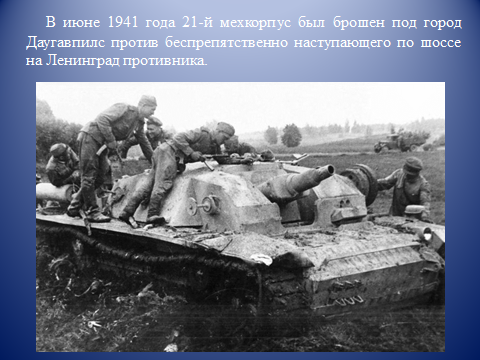 В июне 1941 года 21-й мехкорпус был брошен под город
Даугавпилс против беспрепятственно наступающего по шоссе
на Ленинград противника.